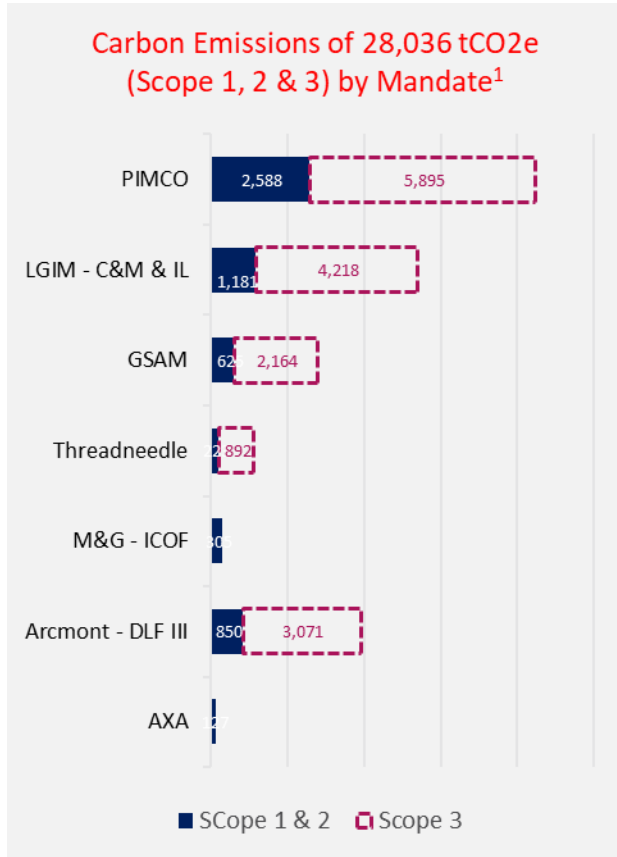 Carbon Emissions of 28,036 tCO2e
(Scope 1, 2 & 3) by Mandate¹
PIMCO 2,588 5,895
LGIM - C&M & IL 1,181 4,218
GSAM 2,164
Threadneedle 892
M&G - ICOF 305
Arcmont - DLF III 850 3,071
AXA 127
SCope 1 & 2 Scope 3